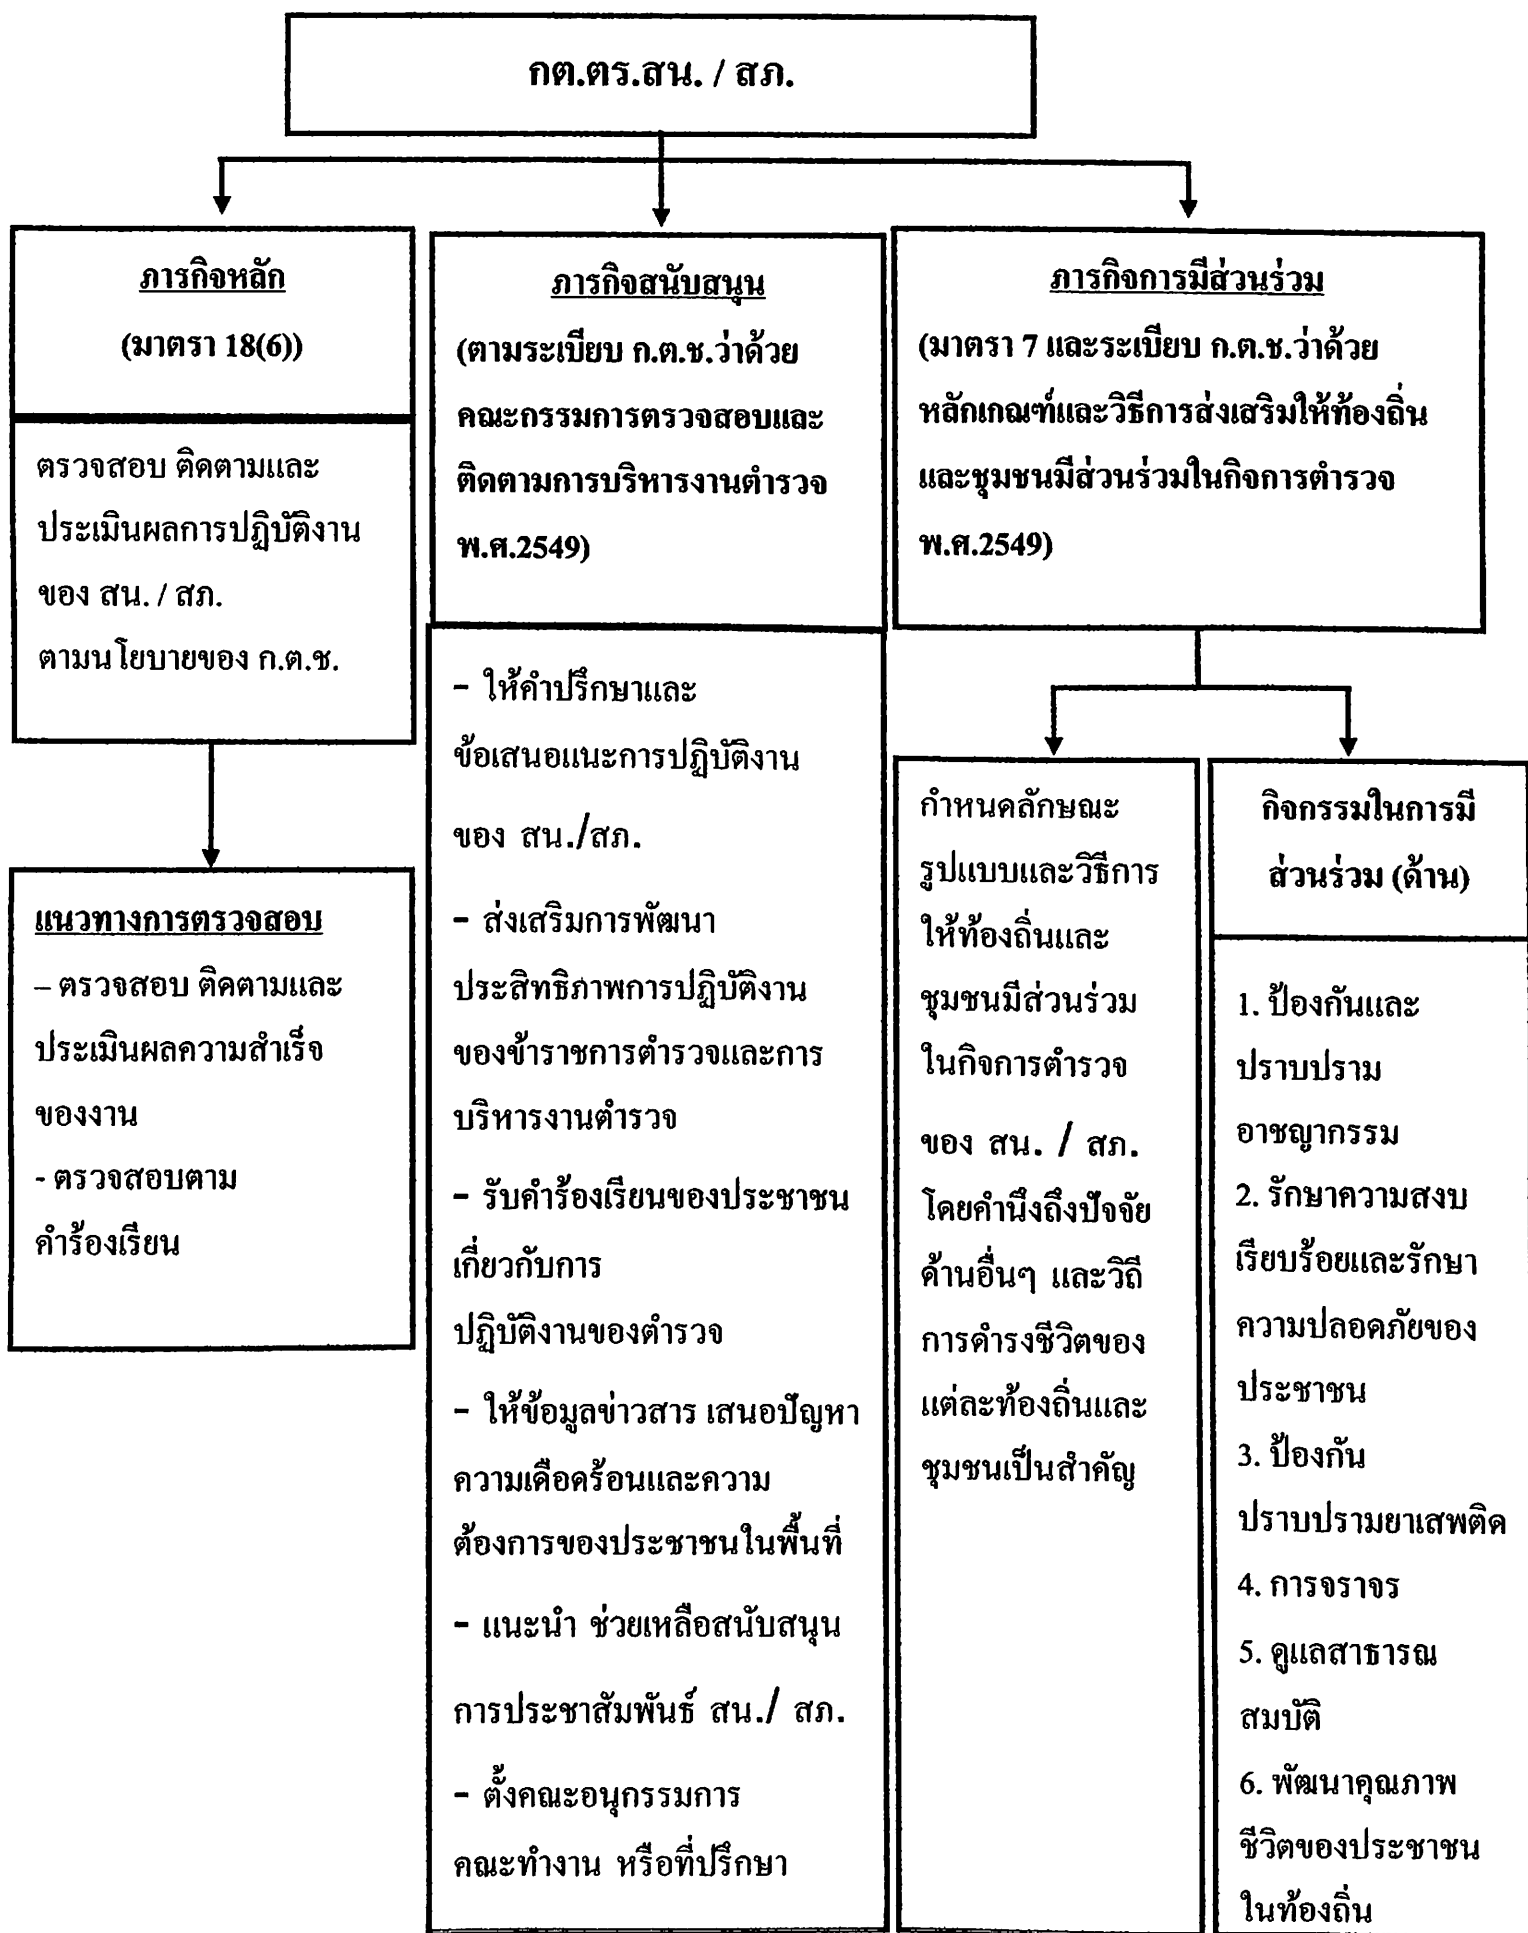 กต.ตร.สน. / สภ.
ภารกิจหลัก
(มาตรา 18(6))
ตรวจสอบ ติดตามและ
ประเมินผลการปฏิบัติงาน
ของ สน. / สภ.
ตามนโยบายของ ก.ต.ช.
แนวทางการตรวจสอบ
– ตรวจสอบ ติดตามและ
ประเมินผลความสำเร็จ
ของงาน
- ตรวจสอบตาม
คำร้องเรียน
ภารกิจสนับสนุน
(ตามระเบียบ ก.ต.ช.ว่าด้วย
คณะกรรมการตรวจสอบและ
ติดตามการบริหารงานตำรวจ
พ.ศ.2549)
- ให้คำปรึกษาและ
ข้อเสนอแนะการปฏิบัติงาน
ของ สน./สภ.
- ส่งเสริมการพัฒนา
ประสิทธิภาพการปฏิบัติงาน
ของข้าราชการตำรวจและการ
บริหารงานตำรวจ
- รับคำร้องเรียนของประชาชน
เกี่ยวกับการ
ปฏิบัติงานของตำรวจ
- ให้ข้อมูลข่าวสาร เสนอปัญหา
ความเดือดร้อนและความ
ต้องการของประชาชนในพื้นที่
- แนะนำ ช่วยเหลือสนับสนุน
การประชาสัมพันธ์ สน./ สภ.
- ตั้งคณะอนุกรรมการ
คณะทำงาน หรือที่ปรึกษา
ภารกิจการมีส่วนร่วม
(มาตรา 7 และระเบียบ ก.ต.ช.ว่าด้วย
หลักเกณฑ์และวิธีการส่งเสริมให้ท้องถิ่น
และชุมชนมีส่วนร่วมในกิจการตำรวจ
พ.ศ.2549)
กำหนดลักษณะ
รูปแบบและวิธีการ
ให้ท้องถิ่นและ
ชุมชนมีส่วนร่วม
ในกิจการตำรวจ
ของ สน. / สภ.
โดยคำนึงถึงปัจจัย
ด้านอื่นๆ และวิถี
การดำรงชีวิตของ
แต่ละท้องถิ่นและ
ชุมชนเป็นสำคัญ
กิจกรรมในการมี
ส่วนร่วม (ด้าน)
1. ป้องกันและ
ปราบปราม
อาชญากรรม
2. รักษาความสงบ
เรียบร้อยและรักษา
ความปลอดภัยของ
ประชาชน
3. ป้องกัน
ปราบปรามยาเสพติด
4. การจราจร
5. ดูแลสาธารณ
สมบัติ
6. พัฒนาคุณภาพ
ชีวิตของประชาชน
ในท้องถิ่น